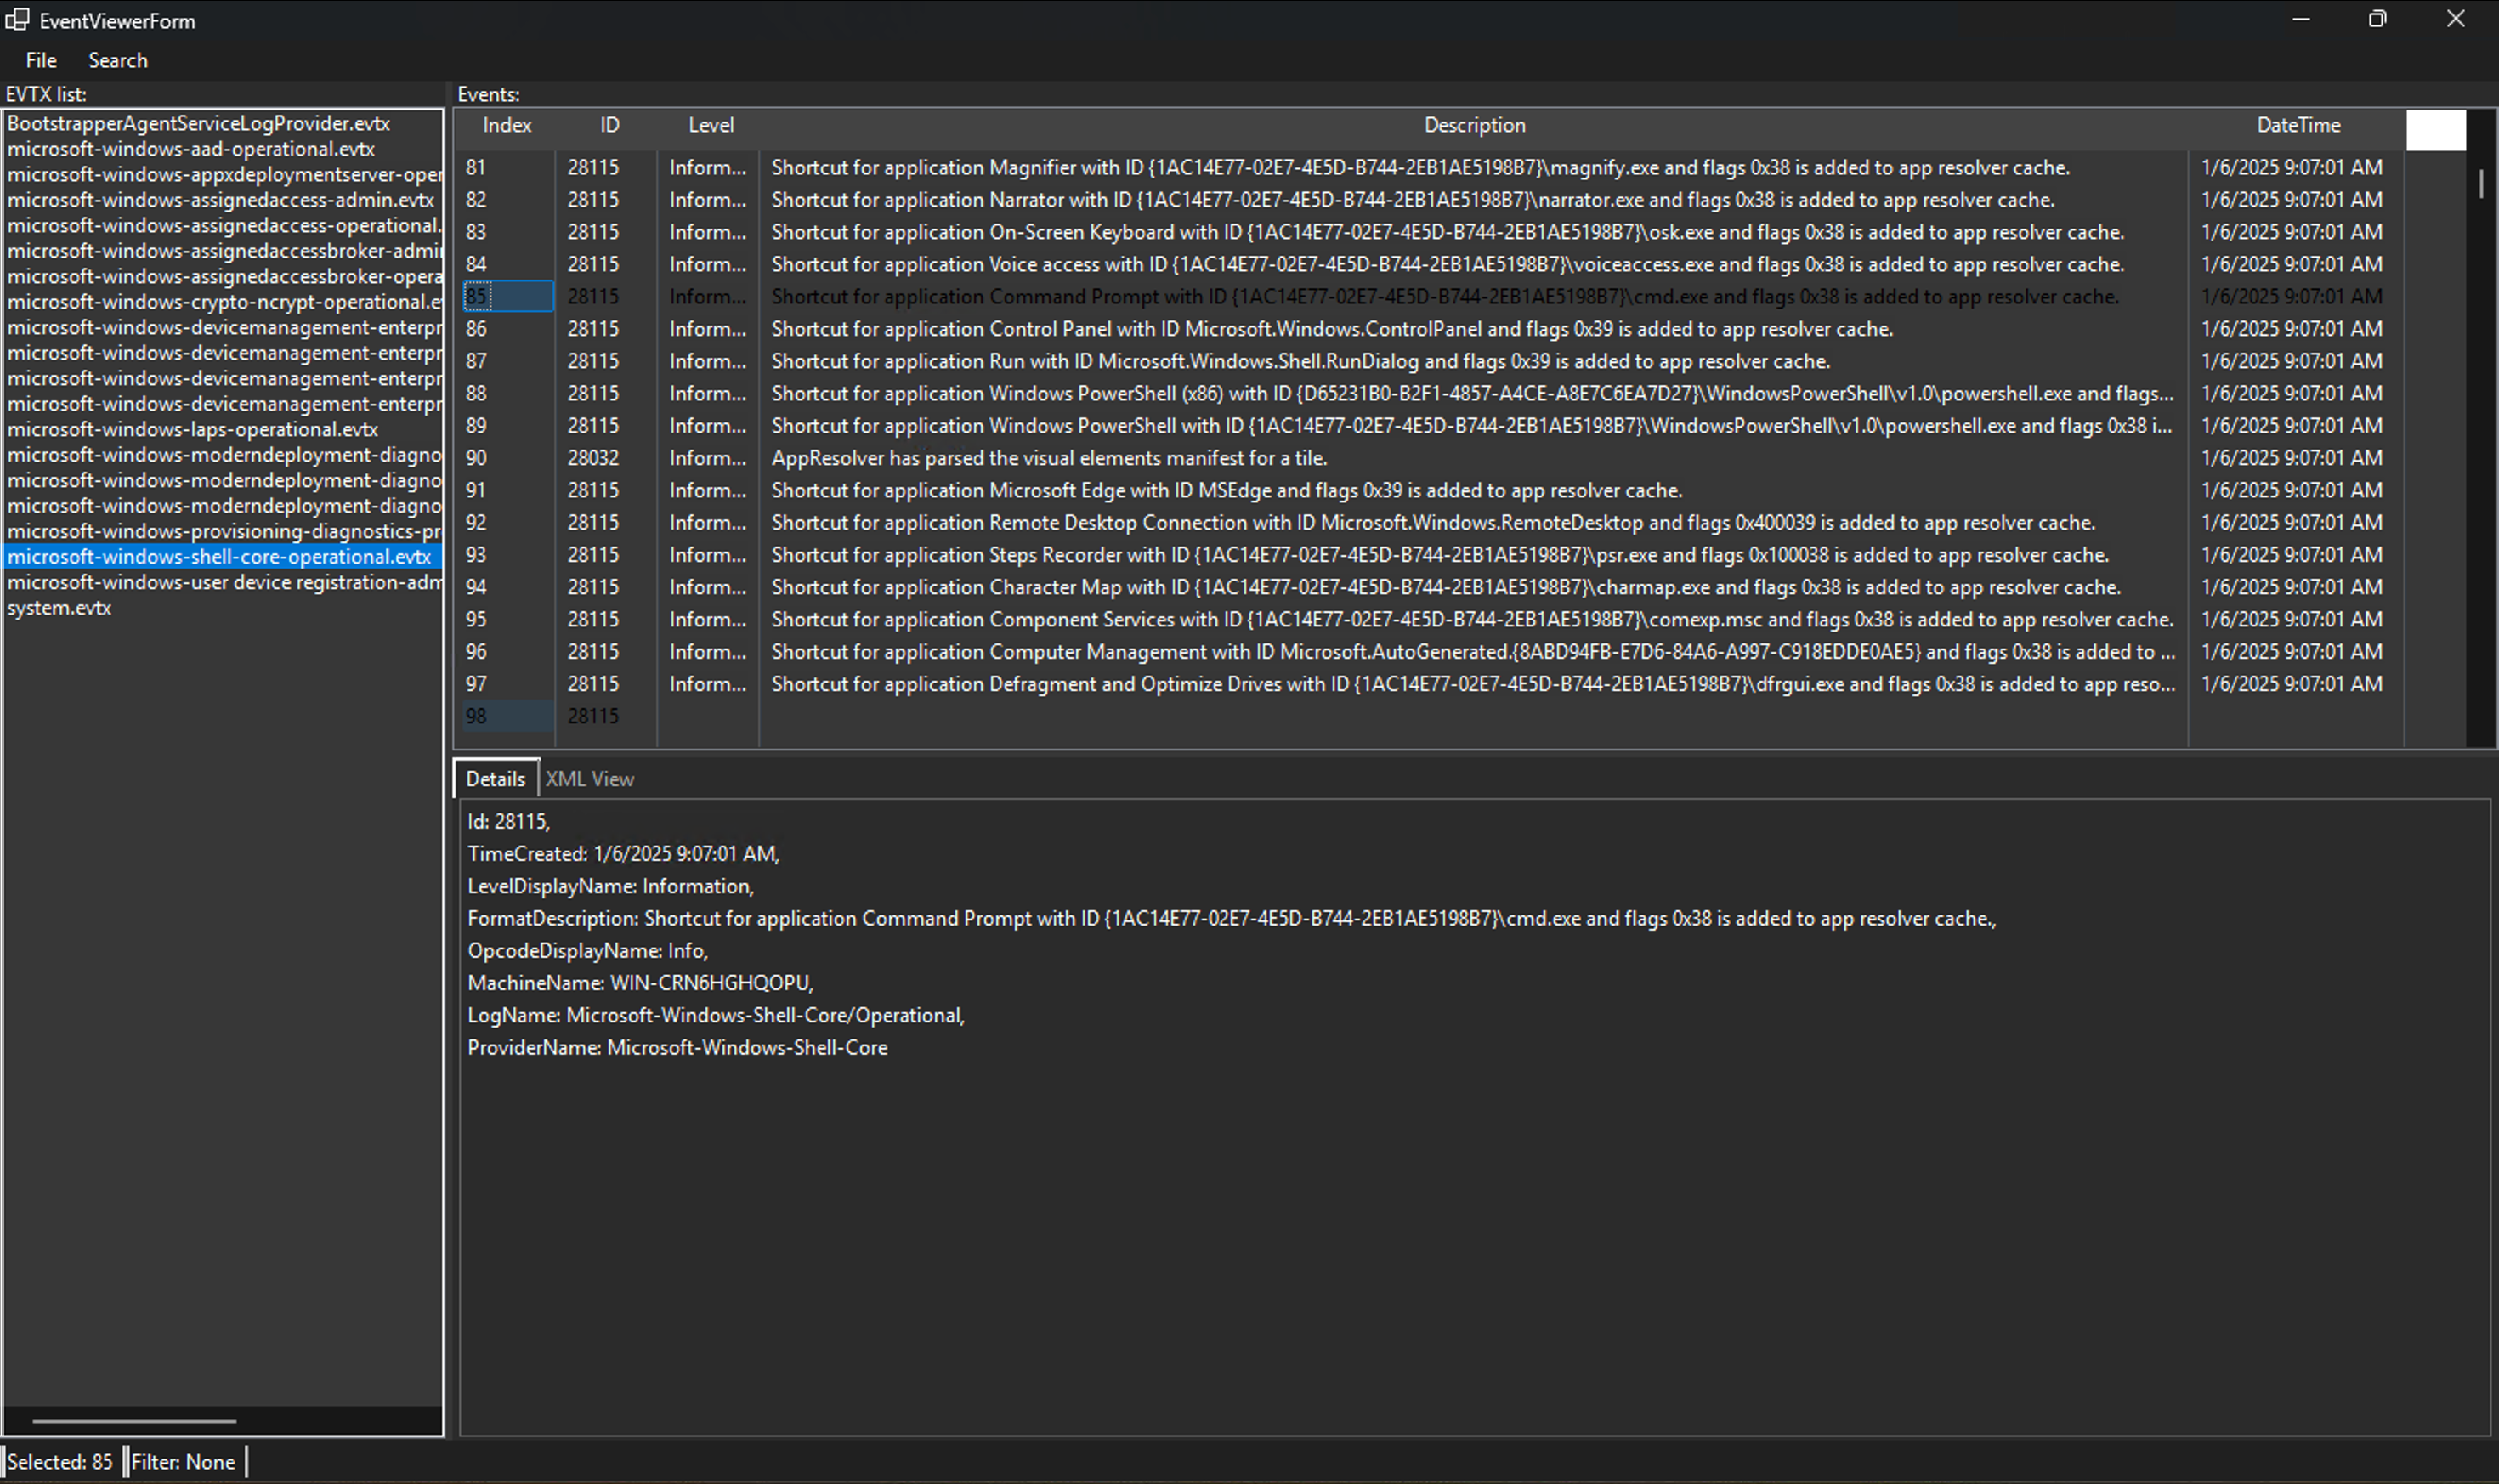 EventViewerForm
File Search
EVTX list:
BootstrapperAgentServiceLogProvider.evtx
microsoft-windows-aad-operational.evtx
microsoft-windows-appxdeploymentserver-oper
microsoft-windows-assignedaccess-admin.evtx
microsoft-windows-assignedaccess-operational.
microsoft-windows-assignedaccessbroker-admi
microsoft-windows-assignedaccessbroker-opera
microsoft-windows-crypto-ncrypt-operational.e
microsoft-windows-devicemanagement-enterpr
microsoft-windows-devicemanagement-enterpr
microsoft-windows-devicemanagement-enterpr
microsoft-windows-devicemanagement-enterpr
microsoft-windows-laps-operational.evtx
microsoft-windows-moderndeployment-diagno
microsoft-windows-moderndeployment-diagno
microsoft-windows-moderndeployment-diagno
microsoft-windows-provisioning-diagnostics-pr
microsoft-windows-shell-core-operational.evtx
microsoft-windows-user device registration-adm
system.evtx
Events:
Index ID Level Description DateTime
81 28115 Inform... Shortcut for application Magnifier with ID {1AC14E77-02E7-4E5D-B744-2EB1AE5198B7}\magnify.exe and flags 0x38 is added to app resolver cache. 1/6/2025 9:07:01 AM
82 28115 Inform... Shortcut for application Narrator with ID {1AC14E77-02E7-4E5D-B744-2EB1AE5198B7}\narrator.exe and flags 0x38 is added to app resolver cache. 1/6/2025 9:07:01 AM
83 28115 Inform... Shortcut for application On-Screen Keyboard with ID {1AC14E77-02E7-4E5D-B744-2EB1AE5198B7}\osk.exe and flags 0x38 is added to app resolver cache. 1/6/2025 9:07:01 AM
84 28115 Inform... Shortcut for application Voice access with ID {1AC14E77-02E7-4E5D-B744-2EB1AE5198B7}\voiceaccess.exe and flags 0x38 is added to app resolver cache. 1/6/2025 9:07:01 AM
85 28115 Inform... Shortcut for application Command Prompt with ID {1AC14E77-02E7-4E5D-B744-2EB1AE5198B7}\cmd.exe and flags 0x38 is added to app resolver cache. 1/6/2025 9:07:01 AM
86 28115 Inform... Shortcut for application Control Panel with ID Microsoft.Windows.ControlPanel and flags 0x39 is added to app resolver cache. 1/6/2025 9:07:01 AM
87 28115 Inform... Shortcut for application Run with ID Microsoft.Windows.Shell.RunDialog and flags 0x39 is added to app resolver cache. 1/6/2025 9:07:01 AM
88 28115 Inform... Shortcut for application Windows PowerShell (x86) with ID {D65231B0-B2F1-4857-A4CE-A8E7C6EA7D27}\WindowsPowerShell\v1.0\powershell.exe and flags... 1/6/2025 9:07:01 AM
89 28115 Inform... Shortcut for application Windows PowerShell with ID {1AC14E77-02E7-4E5D-B744-2EB1AE5198B7}\WindowsPowerShell\v1.0\powershell.exe and flags 0x38 i... 1/6/2025 9:07:01 AM
90 28032 Inform... AppResolver has parsed the visual elements manifest for a tile. 1/6/2025 9:07:01 AM
91 28115 Inform... Shortcut for application Microsoft Edge with ID MSEdge and flags 0x39 is added to app resolver cache. 1/6/2025 9:07:01 AM
92 28115 Inform... Shortcut for application Remote Desktop Connection with ID Microsoft.Windows.RemoteDesktop and flags 0x400039 is added to app resolver cache. 1/6/2025 9:07:01 AM
93 28115 Inform... Shortcut for application Steps Recorder with ID {1AC14E77-02E7-4E5D-B744-2EB1AE5198B7}\psr.exe and flags 0x100038 is added to app resolver cache. 1/6/2025 9:07:01 AM
94 28115 Inform... Shortcut for application Character Map with ID {1AC14E77-02E7-4E5D-B744-2EB1AE5198B7}\charmap.exe and flags 0x38 is added to app resolver cache. 1/6/2025 9:07:01 AM
95 28115 Inform... Shortcut for application Component Services with ID {1AC14E77-02E7-4E5D-B744-2EB1AE5198B7}\comexp.msc and flags 0x38 is added to app resolver cache. 1/6/2025 9:07:01 AM
96 28115 Inform... Shortcut for application Computer Management with ID Microsoft.AutoGenerated.{8ABD94FB-E7D6-84A6-A997-C918EDDE0AE5} and flags 0x38 is added to ... 1/6/2025 9:07:01 AM
97 28115 Inform... Shortcut for application Defragment and Optimize Drives with ID {1AC14E77-02E7-4E5D-B744-2EB1AE5198B7}\dfrgui.exe and flags 0x38 is added to app reso... 1/6/2025 9:07:01 AM
98 28115
Details XML View
Id: 28115,
TimeCreated: 1/6/2025 9:07:01 AM,
LevelDisplayName: Information,
FormatDescription: Shortcut for application Command Prompt with ID {1AC14E77-02E7-4E5D-B744-2EB1AE5198B7}\cmd.exe and flags 0x38 is added to app resolver cache.,
OpcodeDisplayName: Info,
MachineName: WIN-CRN6HGHQOPU,
LogName: Microsoft-Windows-Shell-Core/Operational,
ProviderName: Microsoft-Windows-Shell-Core
Selected: 85 Filter: None